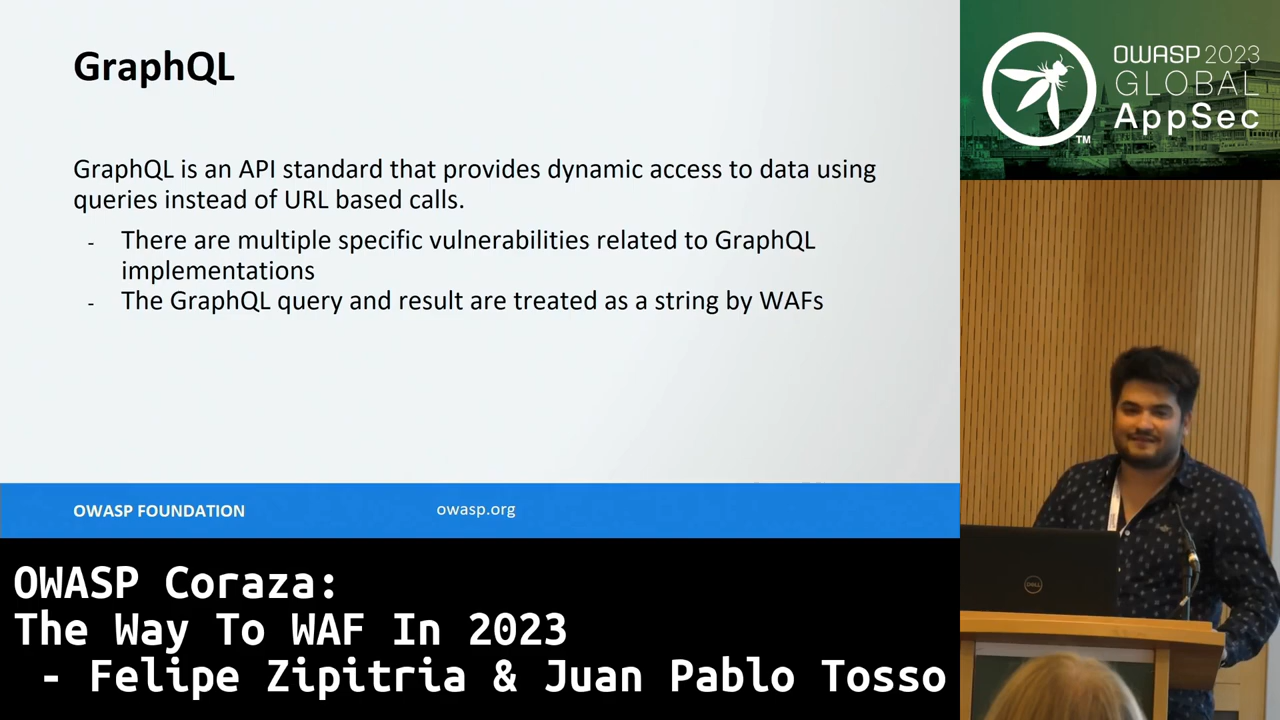 GraphQL
GraphQL is an API standard that provides dynamic access to data using
queries instead of URL based calls.
- There are multiple specific vulnerabilities related to GraphQL
implementations
- The GraphQL query and result are treated as a string by WAFs
OWASP FOUNDATION
owasp.org
OWASP Coraza:
The Way To WAF In 2023
- Felipe Zipitria & Juan Pablo Tosso
OWASP 2023
GLOBAL
AppSec
TM
DELL